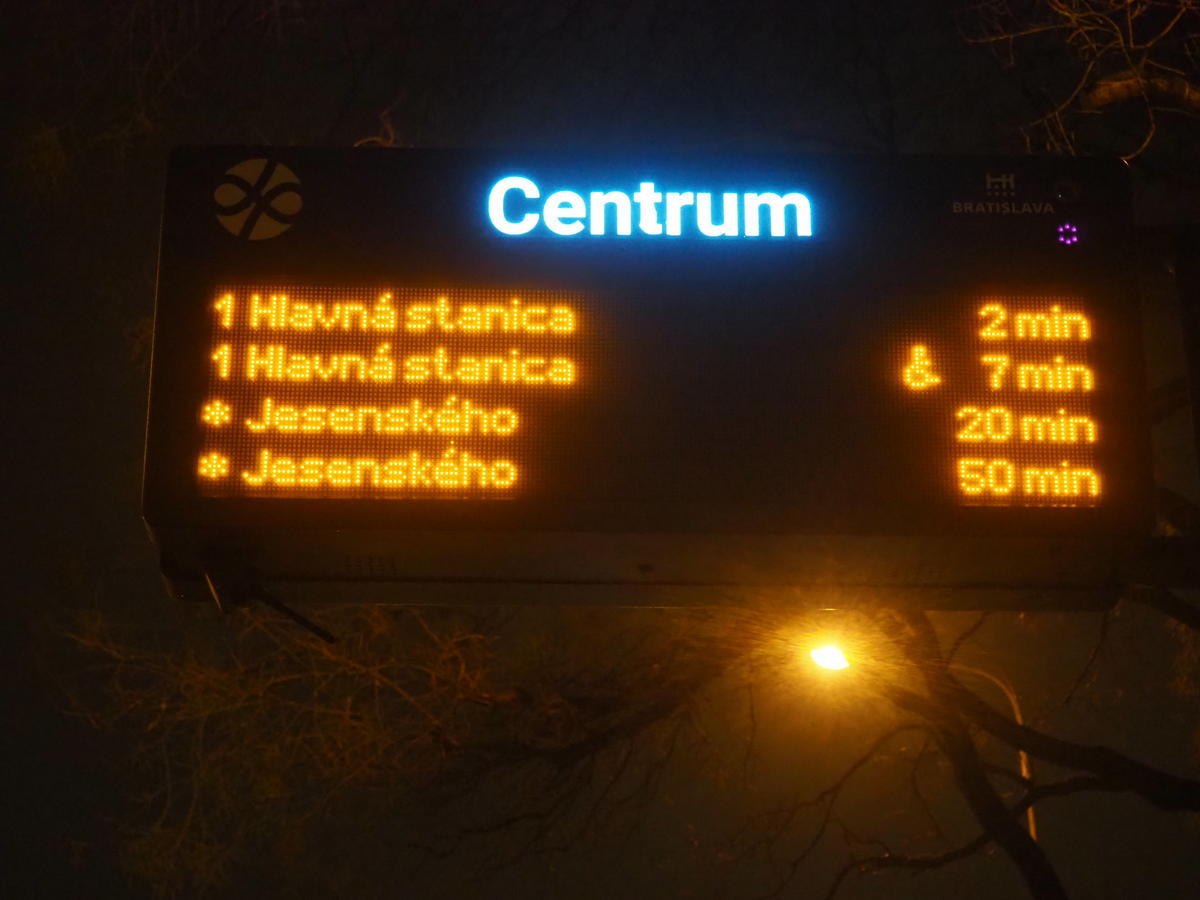 Centrum
BRATISLAVA
1 Hlavná stanica 2 min
1 Hlavná stanica 7 min
* Jesenského 20 min
* Jesenského 50 min